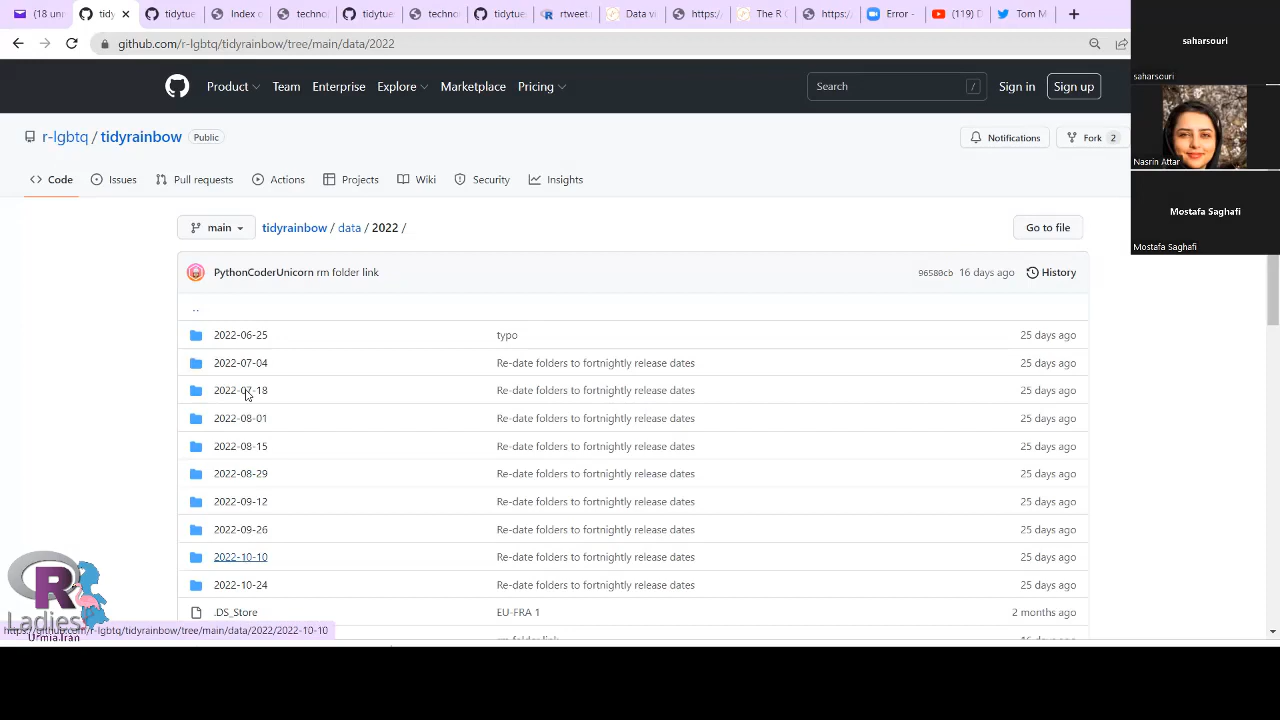 (18 un
tidy
tidytue
Index o
techno
tidytue
techno
tidytue
rtweet
Data vi
https:/
The R (
https:/
Error -
(119) D
Tom M
github.com/r-lgbtq/tidyrainbow/tree/main/data/2022
Product Team Enterprise Explore Marketplace Pricing
Search /
Sign in Sign up
r-lgbtq / tidyrainbow Public
Notifications Fork 2
Code Issues Pull requests Actions Projects Wiki Security Insights
main tidyrainbow / data / 2022 / Go to file
PythonCoderUnicorn rm folder link 96580cb 16 days ago History
..
2022-06-25 typo 25 days ago
2022-07-04 Re-date folders to fortnightly release dates 25 days ago
2022-07-18 Re-date folders to fortnightly release dates 25 days ago
2022-08-01 Re-date folders to fortnightly release dates 25 days ago
2022-08-15 Re-date folders to fortnightly release dates 25 days ago
2022-08-29 Re-date folders to fortnightly release dates 25 days ago
2022-09-12 Re-date folders to fortnightly release dates 25 days ago
2022-09-26 Re-date folders to fortnightly release dates 25 days ago
2022-10-10 Re-date folders to fortnightly release dates 25 days ago
2022-10-24 Re-date folders to fortnightly release dates 25 days ago
.DS_Store EU-FRA 1 2 months ago
rm folder link 16 days ago
https://github.com/r-lgbtq/tidyrainbow/tree/main/data/2022/2022-10-10
R
Ladies
Urmia.Iran
saharsouri
saharsouri
Nasrin Attar
Mostafa Saghafi
Mostafa Saghafi